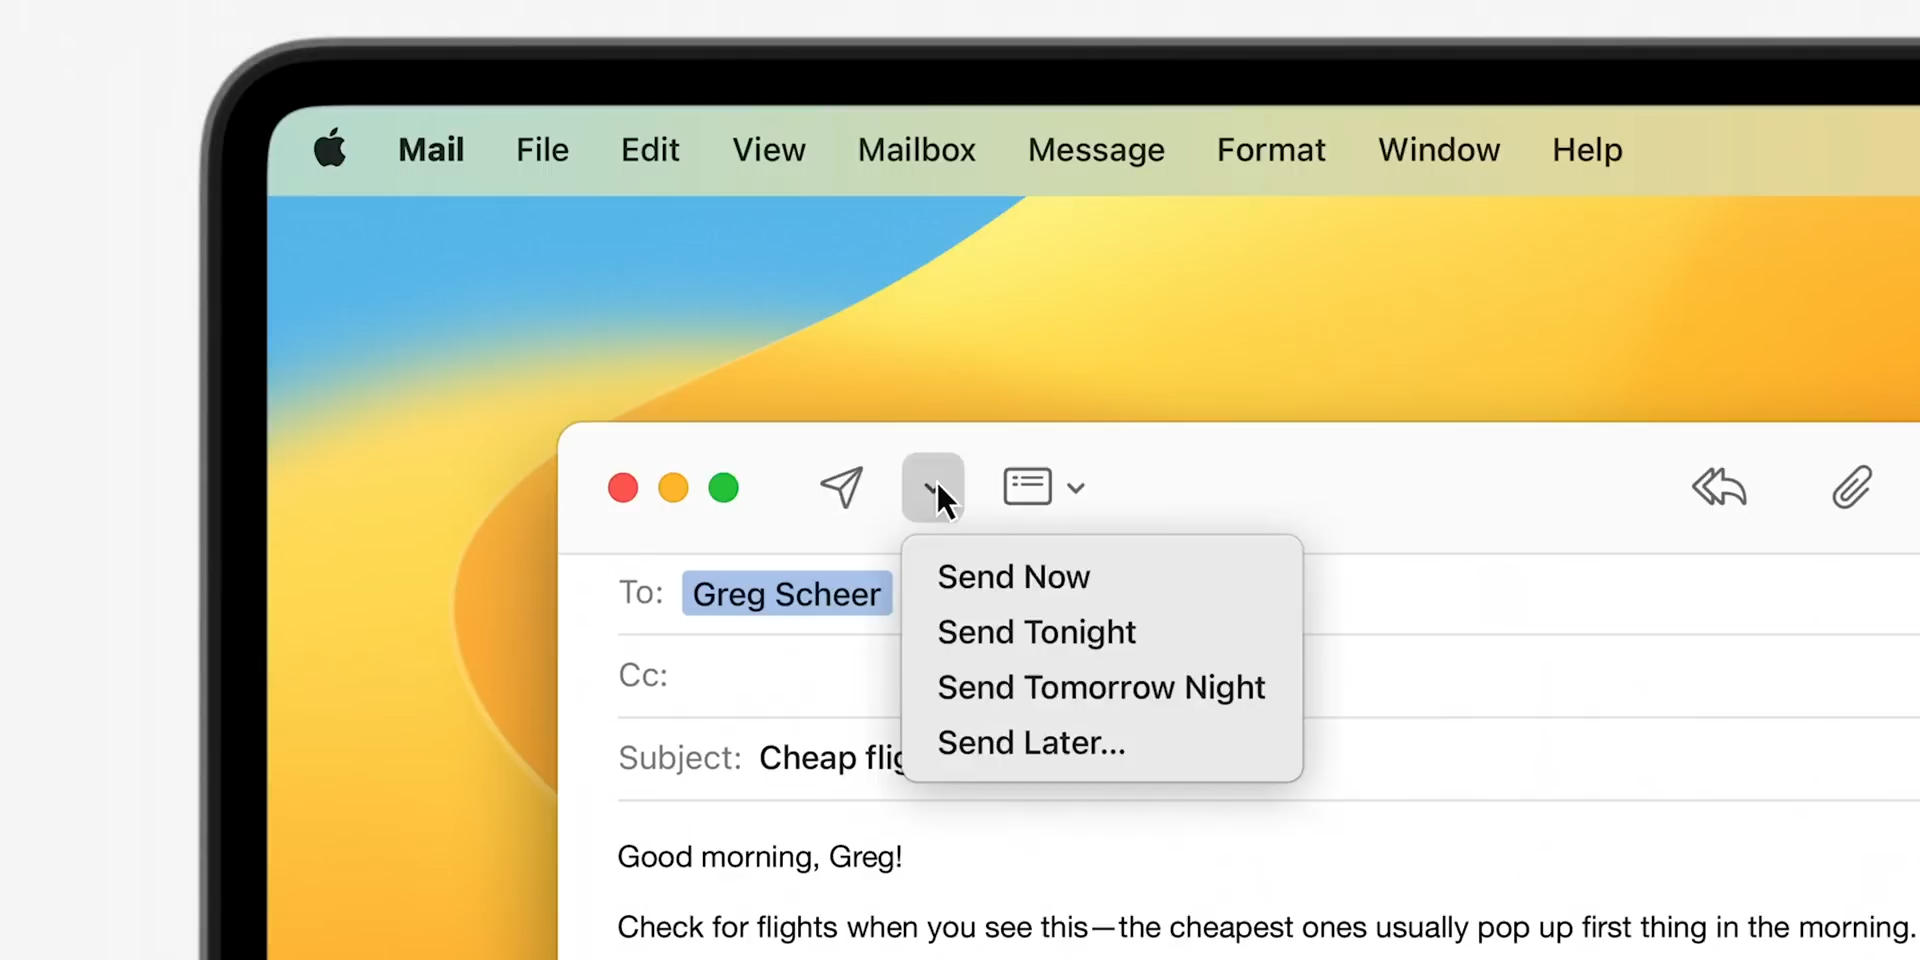 Mail File Edit View Mailbox Message Format Window Help
To: Greg Scheer
Cc:
Subject: Cheap
Send Now
Send Tonight
Send Tomorrow Night
Send Later...
Good morning, Greg!
Check for flights when you see this—the cheapest ones usually pop up first thing in the morning.